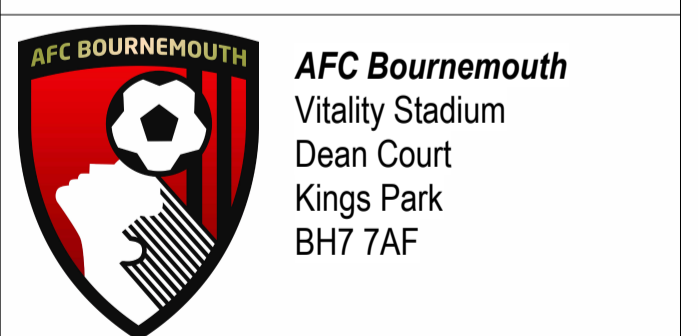 AFC BOURNEMOUTH
AFC Bournemouth
Vitality Stadium
Dean Court
Kings Park
BH7 7AF